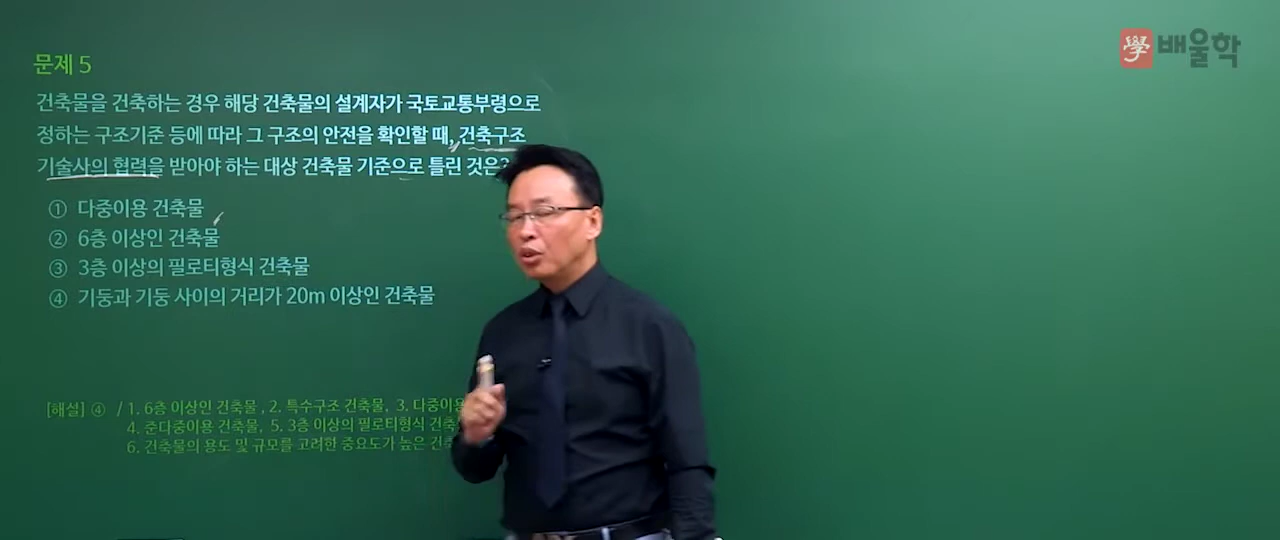 學 배울학
문제 5
건축물을 건축하는 경우 해당 건축물의 설계자가 국토교통부령으로
정하는 구조기준 등에 따라 그 구조의 안전을 확인할 때, 건축구조
기술사의 협력을 받아야 하는 대상 건축물 기준으로 틀린 것은?
① 다중이용 건축물
② 6층 이상인 건축물
③ 3층 이상의 필로티형식 건축물
④ 기둥과 기둥 사이의 거리가 20m 이상인 건축물
[해설] ④ / 1. 6층 이상인 건축물, 2. 특수구조 건축물, 3. 다중이용
4. 준다중이용 건축물, 5. 3층 이상의 필로티형식 건축
6. 건축물의 용도 및 규모를 고려한 중요도가 높은 건축